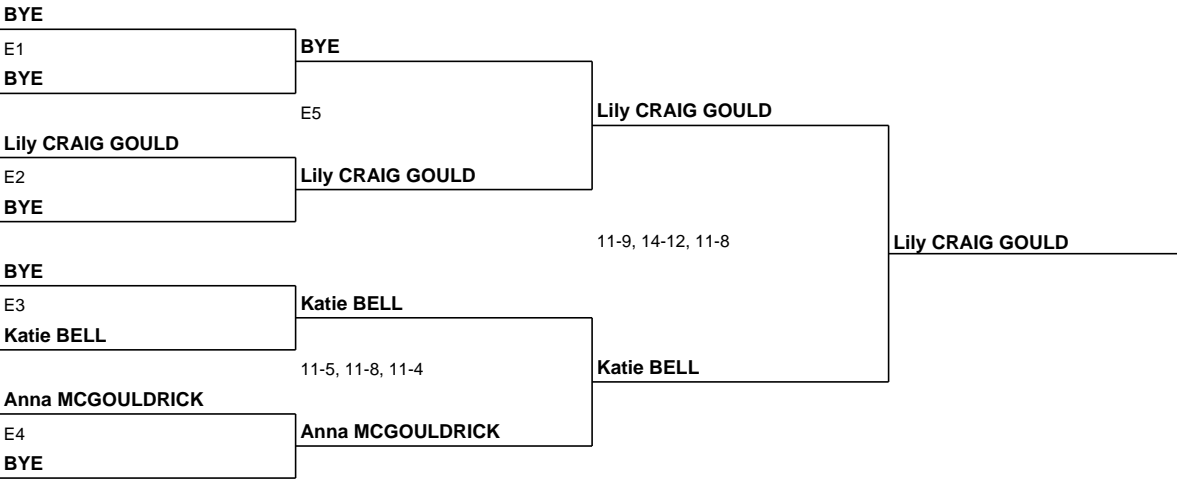 BYE
E1
BYE
BYE
E5
Lily CRAIG GOULD
Lily CRAIG GOULD
E2
Lily CRAIG GOULD
BYE
11-9, 14-12, 11-8
Lily CRAIG GOULD
BYE
E3
Katie BELL
Katie BELL
11-5, 11-8, 11-4
Katie BELL
Anna MCGOULDRICK
E4
Anna MCGOULDRICK
BYE